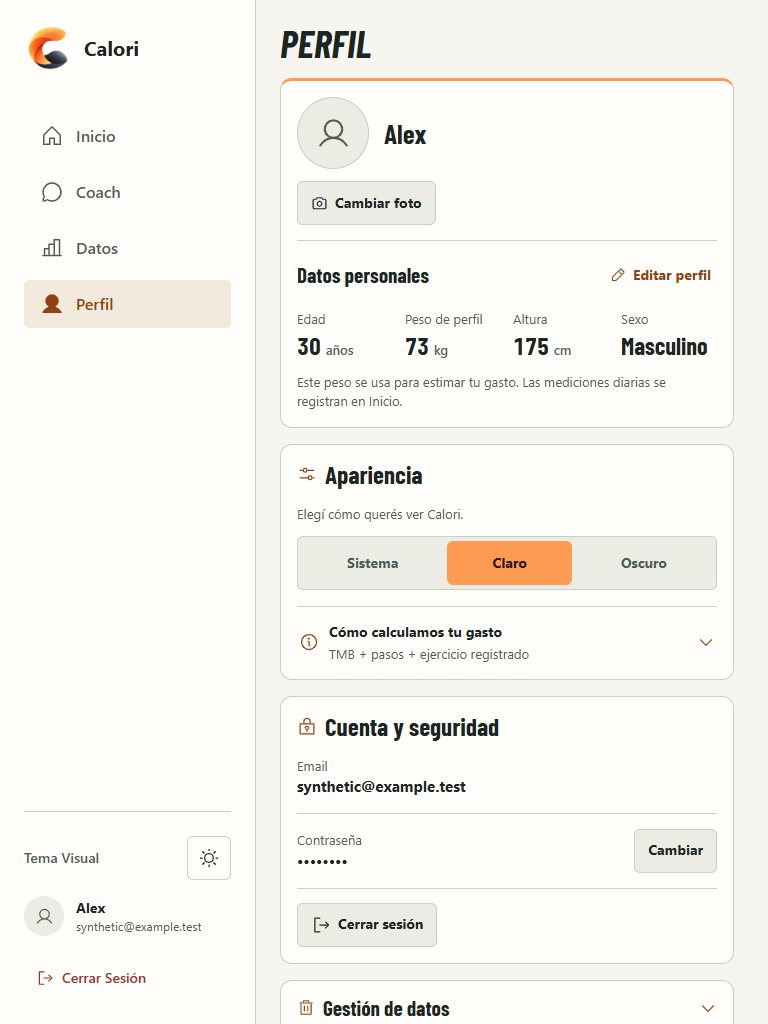 Calori
Inicio
Coach
Datos
Perfil
Tema Visual
Alex
synthetic@example.test
Cerrar Sesión
PERFIL
Alex
Cambiar foto
Datos personales
Editar perfil
Edad
30 años
Peso de perfil
73 kg
Altura
175 cm
Sexo
Masculino
Este peso se usa para estimar tu gasto. Las mediciones diarias se
registran en Inicio.
Apariencia
Elegí cómo querés ver Calori.
Sistema
Claro
Oscuro
Cómo calculamos tu gasto
TMB + pasos + ejercicio registrado
Cuenta y seguridad
Email
synthetic@example.test
Contraseña
••••••••
Cambiar
Cerrar sesión
Gestión de datos